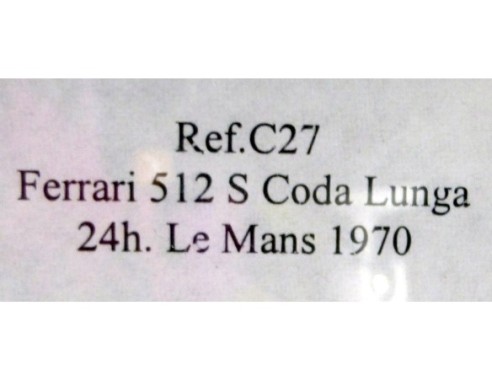 Ref.C27
Ferrari 512 S Coda Lunga
24h. Le Mans 1970